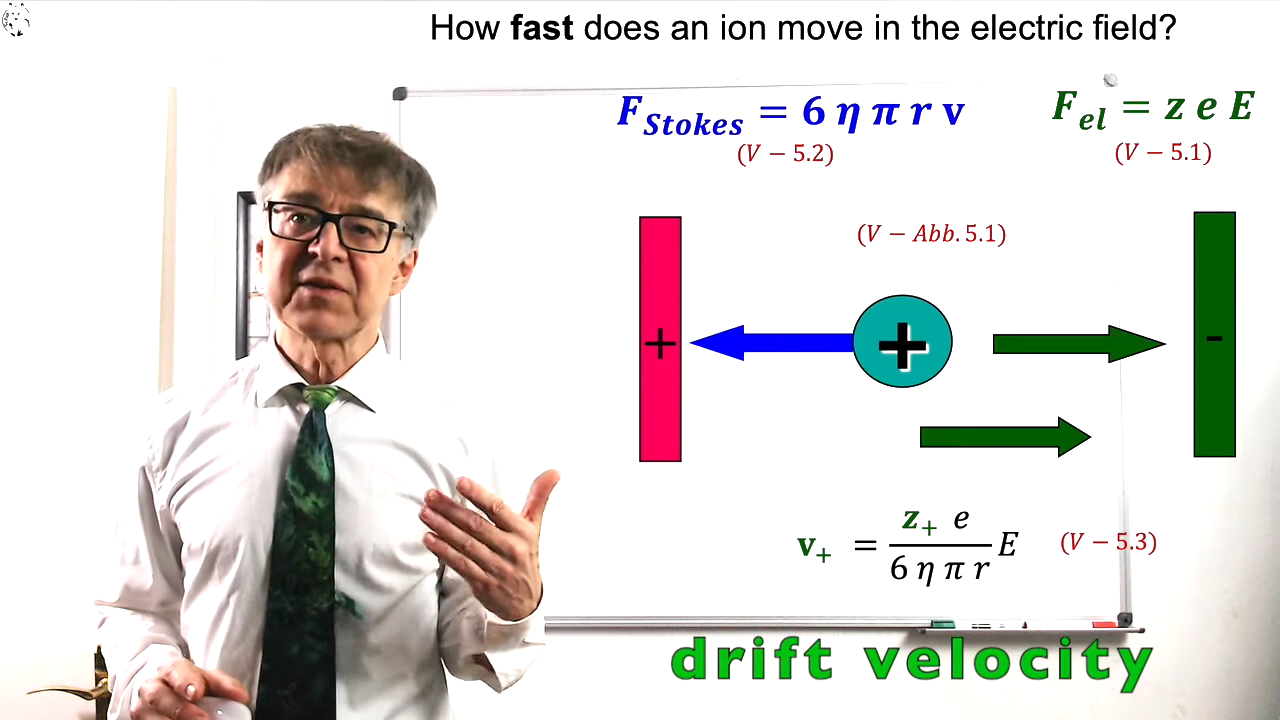 How fast does an ion move in the electric field?
F_Stokes = 6 η π r v
F_el = z e E
(V − 5.2)
(V − 5.1)
(V − Abb. 5.1)
+
+
-
v₊ = z₊ e / 6 η π r E
(V − 5.3)
drift velocity